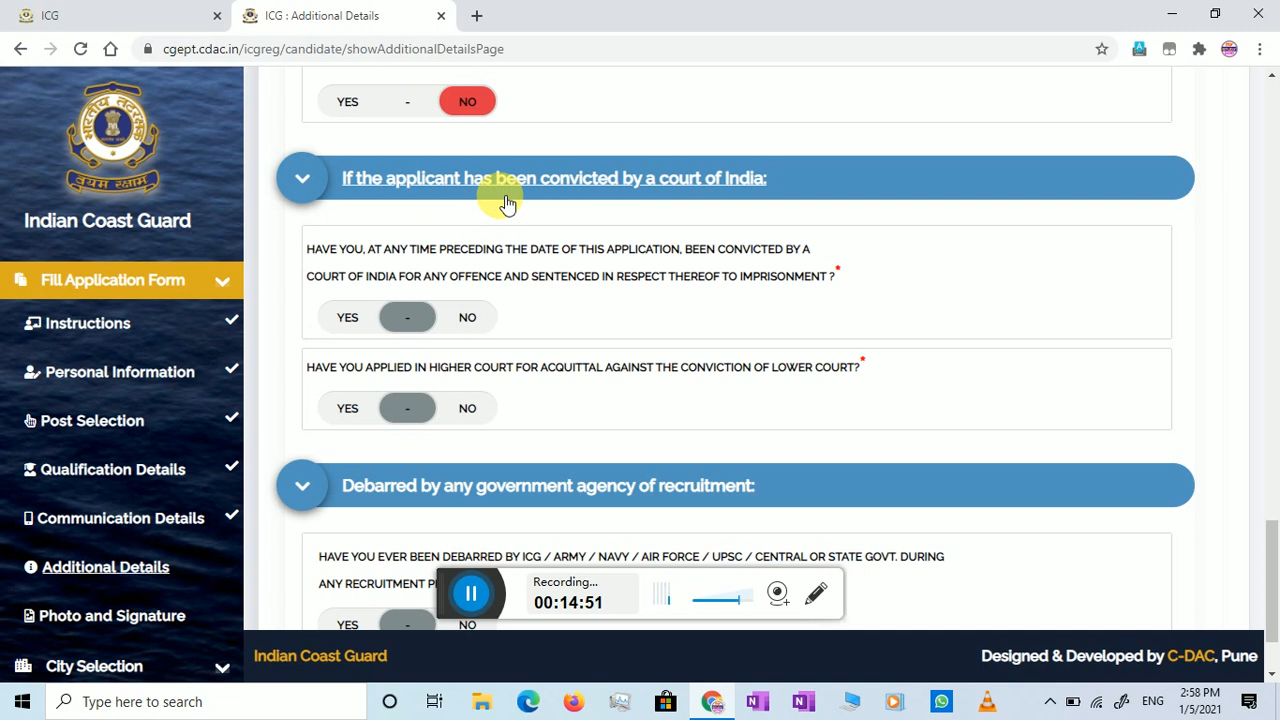 ICG
ICG : Additional Details
cgept.cdac.in/icgreg/candidate/showAdditionalDetailsPage
भारतीय तटरक्षक
वयम रक्षामः
Indian Coast Guard
Fill Application Form
Instructions
Personal Information
Post Selection
Qualification Details
Communication Details
Additional Details
Photo and Signature
City Selection
YES - NO
If the applicant has been convicted by a court of India:
HAVE YOU, AT ANY TIME PRECEDING THE DATE OF THIS APPLICATION, BEEN CONVICTED BY A
COURT OF INDIA FOR ANY OFFENCE AND SENTENCED IN RESPECT THEREOF TO IMPRISONMENT ?*
YES - NO
HAVE YOU APPLIED IN HIGHER COURT FOR ACQUITTAL AGAINST THE CONVICTION OF LOWER COURT?*
YES - NO
Debarred by any government agency of recruitment:
HAVE YOU EVER BEEN DEBARRED BY ICG / ARMY / NAVY / AIR FORCE / UPSC / CENTRAL OR STATE GOVT. DURING
ANY RECRUITMENT
YES - NO
Recording...
00:14:51
Indian Coast Guard
Designed & Developed by C-DAC, Pune
Type here to search
ENG
2:58 PM
1/5/2021